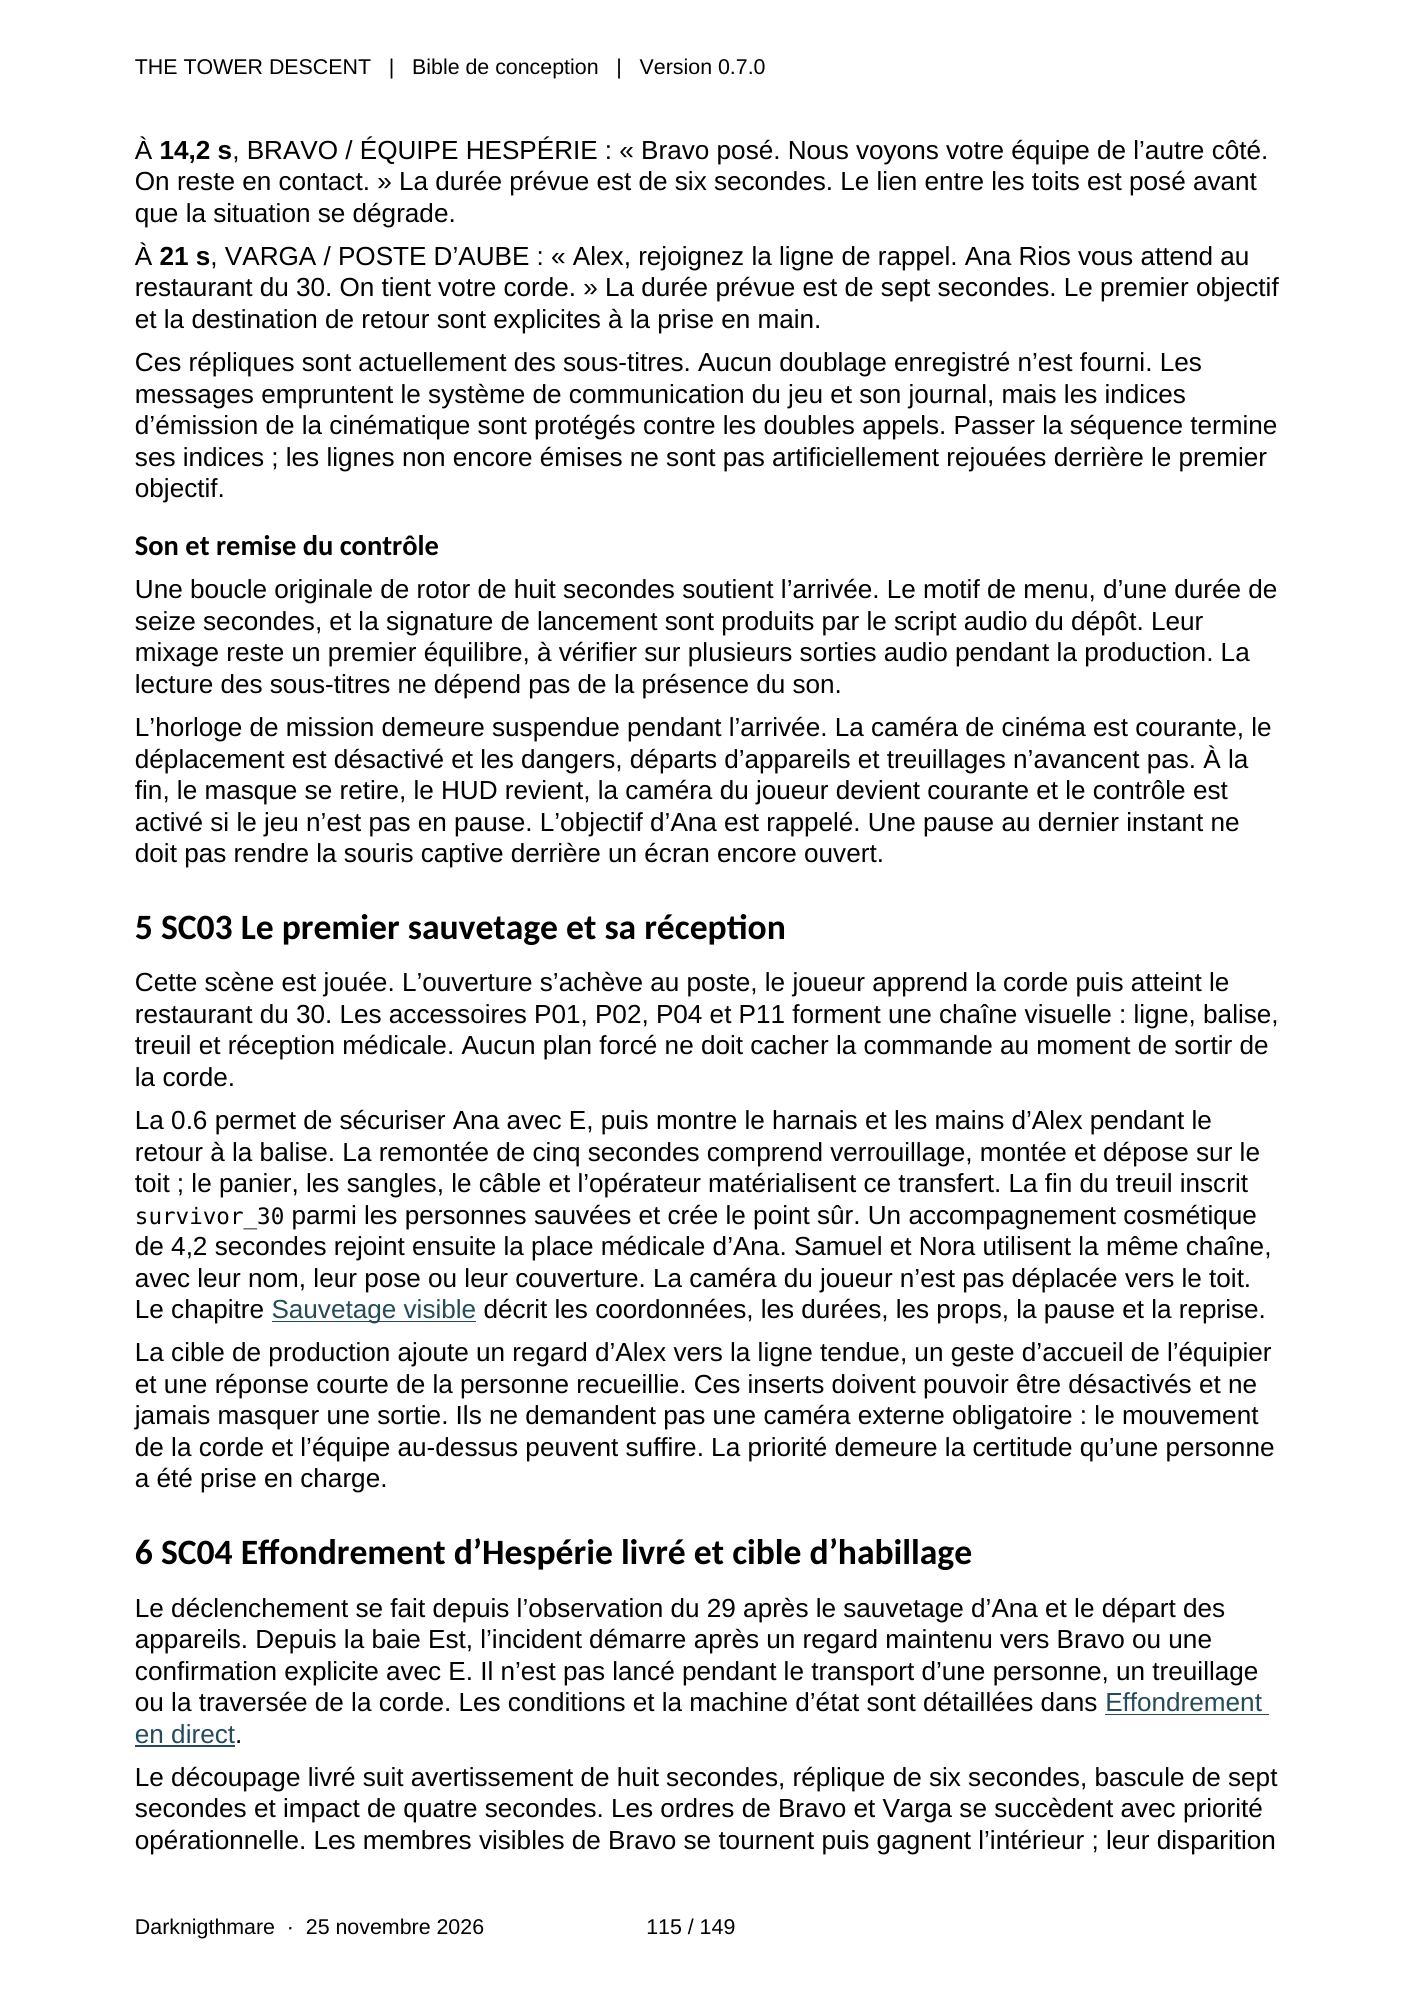 THE TOWER DESCENT | Bible de conception | Version 0.7.0
À 14,2 s, BRAVO / ÉQUIPE HESPÉRIE : « Bravo posé. Nous voyons votre équipe de l’autre côté.
On reste en contact. » La durée prévue est de six secondes. Le lien entre les toits est posé avant
que la situation se dégrade.
À 21 s, VARGA / POSTE D’AUBE : « Alex, rejoignez la ligne de rappel. Ana Rios vous attend au
restaurant du 30. On tient votre corde. » La durée prévue est de sept secondes. Le premier objectif
et la destination de retour sont explicites à la prise en main.
Ces répliques sont actuellement des sous-titres. Aucun doublage enregistré n’est fourni. Les
messages empruntent le système de communication du jeu et son journal, mais les indices
d’émission de la cinématique sont protégés contre les doubles appels. Passer la séquence termine
ses indices ; les lignes non encore émises ne sont pas artificiellement rejouées derrière le premier
objectif.
Son et remise du contrôle
Une boucle originale de rotor de huit secondes soutient l’arrivée. Le motif de menu, d’une durée de
seize secondes, et la signature de lancement sont produits par le script audio du dépôt. Leur
mixage reste un premier équilibre, à vérifier sur plusieurs sorties audio pendant la production. La
lecture des sous-titres ne dépend pas de la présence du son.
L’horloge de mission demeure suspendue pendant l’arrivée. La caméra de cinéma est courante, le
déplacement est désactivé et les dangers, départs d’appareils et treuillages n’avancent pas. À la
fin, le masque se retire, le HUD revient, la caméra du joueur devient courante et le contrôle est
activé si le jeu n’est pas en pause. L’objectif d’Ana est rappelé. Une pause au dernier instant ne
doit pas rendre la souris captive derrière un écran encore ouvert.
5 SC03 Le premier sauvetage et sa réception
Cette scène est jouée. L’ouverture s’achève au poste, le joueur apprend la corde puis atteint le
restaurant du 30. Les accessoires P01, P02, P04 et P11 forment une chaîne visuelle : ligne, balise,
treuil et réception médicale. Aucun plan forcé ne doit cacher la commande au moment de sortir de
la corde.
La 0.6 permet de sécuriser Ana avec E, puis montre le harnais et les mains d’Alex pendant le
retour à la balise. La remontée de cinq secondes comprend verrouillage, montée et dépose sur le
toit ; le panier, les sangles, le câble et l’opérateur matérialisent ce transfert. La fin du treuil inscrit
survivor_30 parmi les personnes sauvées et crée le point sûr. Un accompagnement cosmétique
de 4,2 secondes rejoint ensuite la place médicale d’Ana. Samuel et Nora utilisent la même chaîne,
avec leur nom, leur pose ou leur couverture. La caméra du joueur n’est pas déplacée vers le toit.
Le chapitre Sauvetage visible décrit les coordonnées, les durées, les props, la pause et la reprise.
La cible de production ajoute un regard d’Alex vers la ligne tendue, un geste d’accueil de l’équipier
et une réponse courte de la personne recueillie. Ces inserts doivent pouvoir être désactivés et ne
jamais masquer une sortie. Ils ne demandent pas une caméra externe obligatoire : le mouvement
de la corde et l’équipe au-dessus peuvent suffire. La priorité demeure la certitude qu’une personne
a été prise en charge.
6 SC04 Effondrement d’Hespérie livré et cible d’habillage
Le déclenchement se fait depuis l’observation du 29 après le sauvetage d’Ana et le départ des
appareils. Depuis la baie Est, l’incident démarre après un regard maintenu vers Bravo ou une
confirmation explicite avec E. Il n’est pas lancé pendant le transport d’une personne, un treuillage
ou la traversée de la corde. Les conditions et la machine d’état sont détaillées dans Effondrement
en direct.
Le découpage livré suit avertissement de huit secondes, réplique de six secondes, bascule de sept
secondes et impact de quatre secondes. Les ordres de Bravo et Varga se succèdent avec priorité
opérationnelle. Les membres visibles de Bravo se tournent puis gagnent l’intérieur ; leur disparition
Darknigthmare · 25 novembre 2026 115 / 149